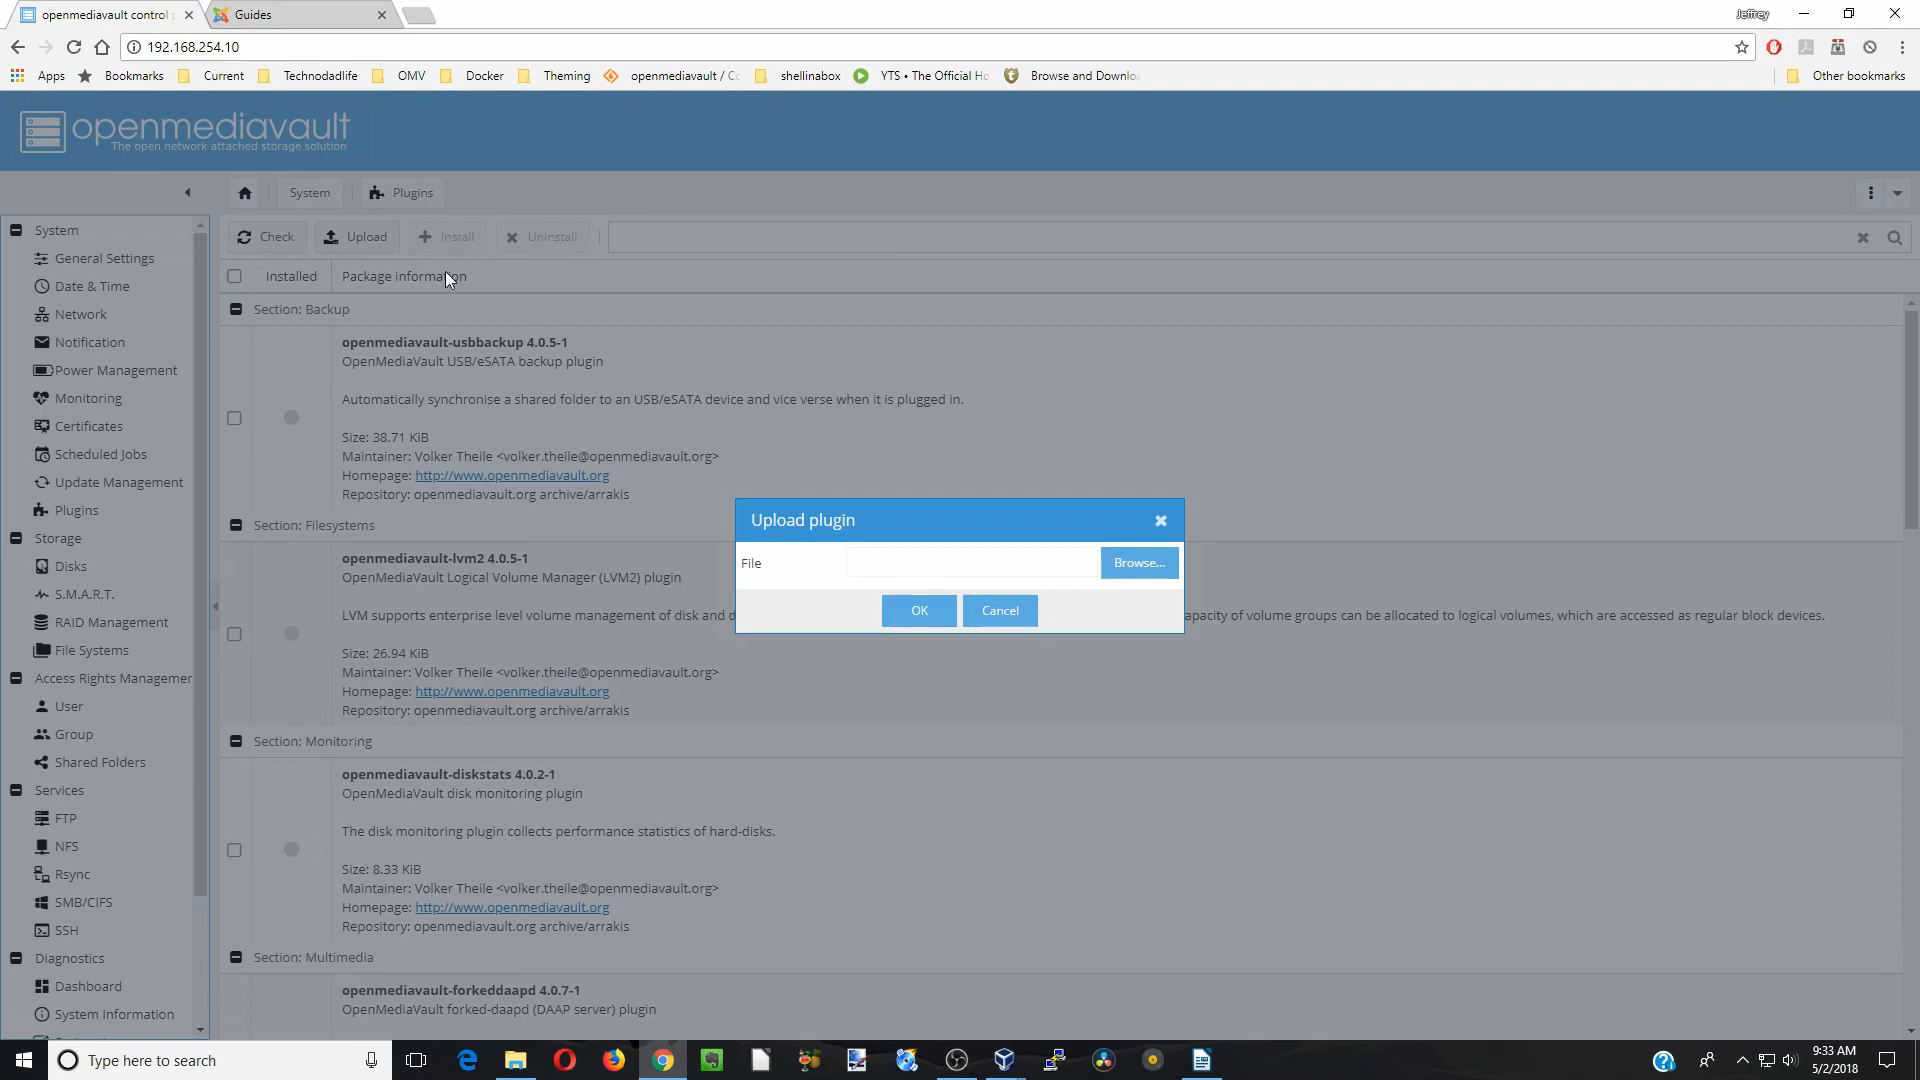 openmediavault control p
Guides
Jeffrey
192.168.254.10
Apps
Bookmarks
Current
Technodadlife
OMV
Docker
Theming
openmediavault / Co
shellinabox
YTS • The Official Ho
Browse and Downlo
Other bookmarks
openmediavault
The open network attached storage solution
System
Plugins
Check
Upload
Install
Uninstall
Installed
Package information
System
General Settings
Date & Time
Network
Notification
Power Management
Monitoring
Certificates
Scheduled Jobs
Update Management
Plugins
Storage
Disks
S.M.A.R.T.
RAID Management
File Systems
Access Rights Managemer
User
Group
Shared Folders
Services
FTP
NFS
Rsync
SMB/CIFS
SSH
Diagnostics
Dashboard
System Information
Section: Backup
openmediavault-usbbackup 4.0.5-1
OpenMediaVault USB/eSATA backup plugin
Automatically synchronise a shared folder to an USB/eSATA device and vice verse when it is plugged in.
Size: 38.71 KiB
Maintainer: Volker Theile <volker.theile@openmediavault.org>
Homepage: http://www.openmediavault.org
Repository: openmediavault.org archive/arrakis
Section: Filesystems
openmediavault-lvm2 4.0.5-1
OpenMediaVault Logical Volume Manager (LVM2) plugin
LVM supports enterprise level volume management of disk and d
apacity of volume groups can be allocated to logical volumes, which are accessed as regular block devices.
Size: 26.94 KiB
Maintainer: Volker Theile <volker.theile@openmediavault.org>
Homepage: http://www.openmediavault.org
Repository: openmediavault.org archive/arrakis
Section: Monitoring
openmediavault-diskstats 4.0.2-1
OpenMediaVault disk monitoring plugin
The disk monitoring plugin collects performance statistics of hard-disks.
Size: 8.33 KiB
Maintainer: Volker Theile <volker.theile@openmediavault.org>
Homepage: http://www.openmediavault.org
Repository: openmediavault.org archive/arrakis
Section: Multimedia
openmediavault-forkeddaapd 4.0.7-1
OpenMediaVault forked-daapd (DAAP server) plugin
Upload plugin
File
Browse...
OK
Cancel
Type here to search
9:33 AM
5/2/2018